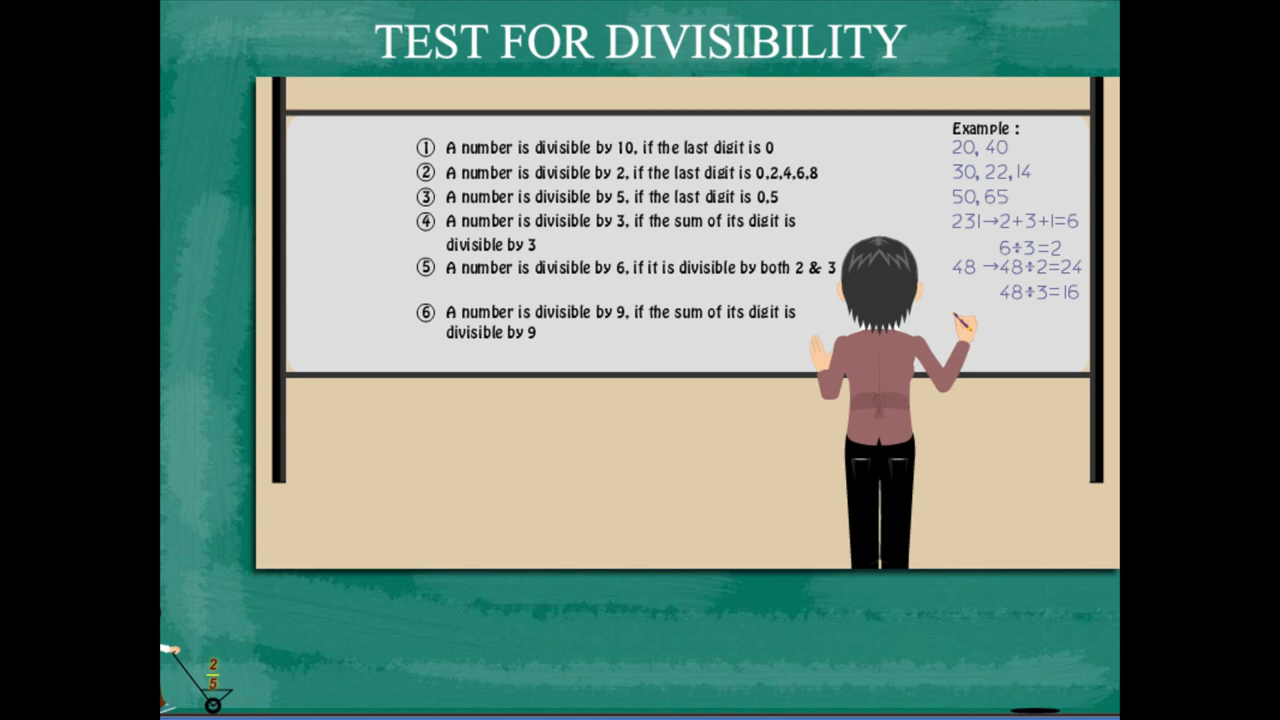 TEST FOR DIVISIBILITY
Example :
① A number is divisible by 10, if the last digit is 0
20, 40
② A number is divisible by 2, if the last digit is 0,2,4,6,8
30, 22, 14
③ A number is divisible by 5, if the last digit is 0,5
50, 65
④ A number is divisible by 3, if the sum of its digit is
divisible by 3
231→2+3+1=6
6÷3=2
⑤ A number is divisible by 6, if it is divisible by both 2 & 3
48 →48÷2=24
48÷3=16
⑥ A number is divisible by 9, if the sum of its digit is
divisible by 9
2
5